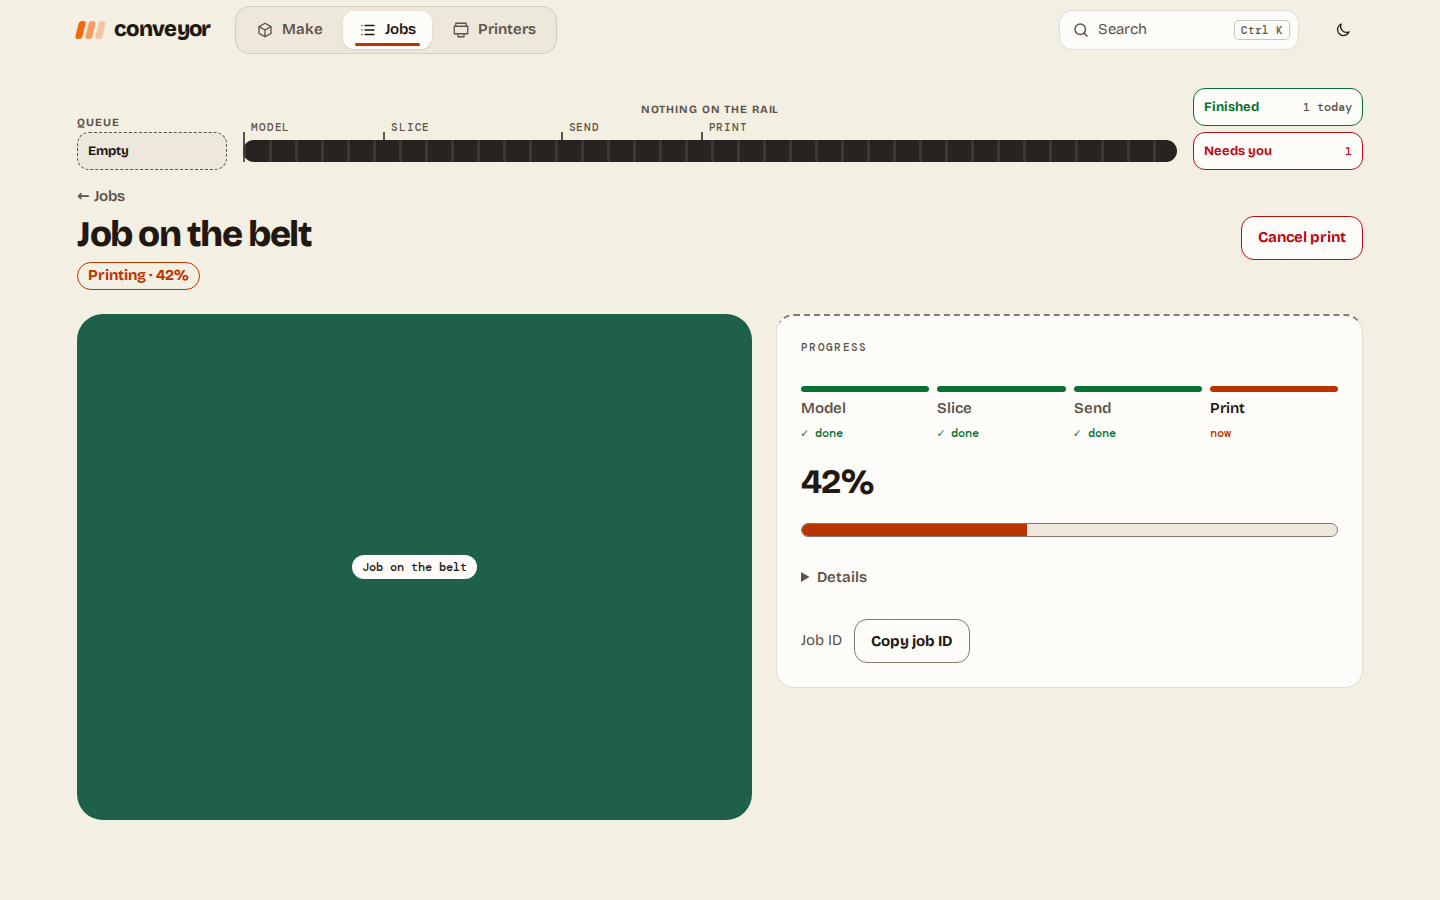 conveyor
Make
Jobs
Printers
Search
Ctrl K
QUEUE
Empty
NOTHING ON THE RAIL
MODEL
SLICE
SEND
PRINT
Finished 1 today
Needs you 1
← Jobs
Job on the belt
Cancel print
Printing · 42%
Job on the belt
PROGRESS
Model
Slice
Send
Print
✓ done
✓ done
✓ done
now
42%
▶ Details
Job ID
Copy job ID